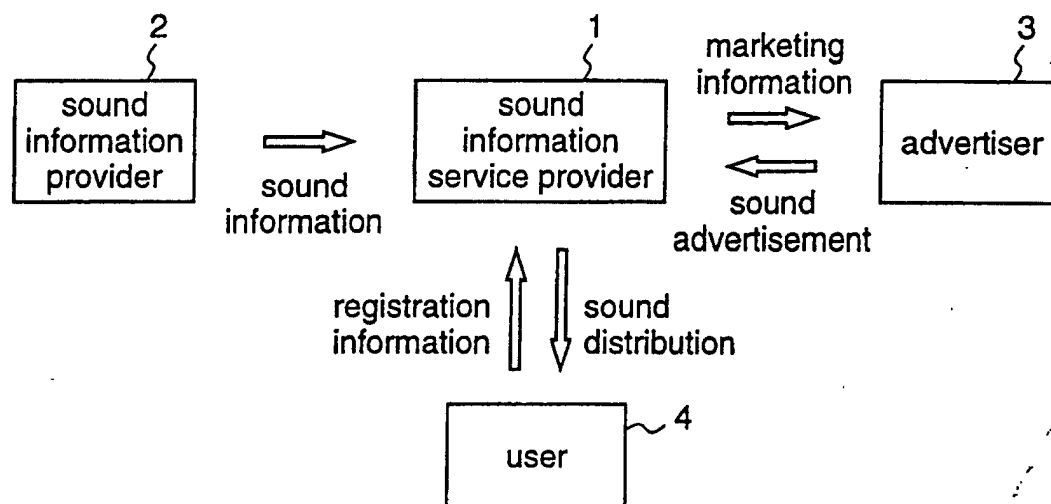 2
sound
information
provider
sound
information
1
sound
information
service provider
marketing
information
sound
advertisement
3
advertiser
registration
information
sound
distribution
user
4